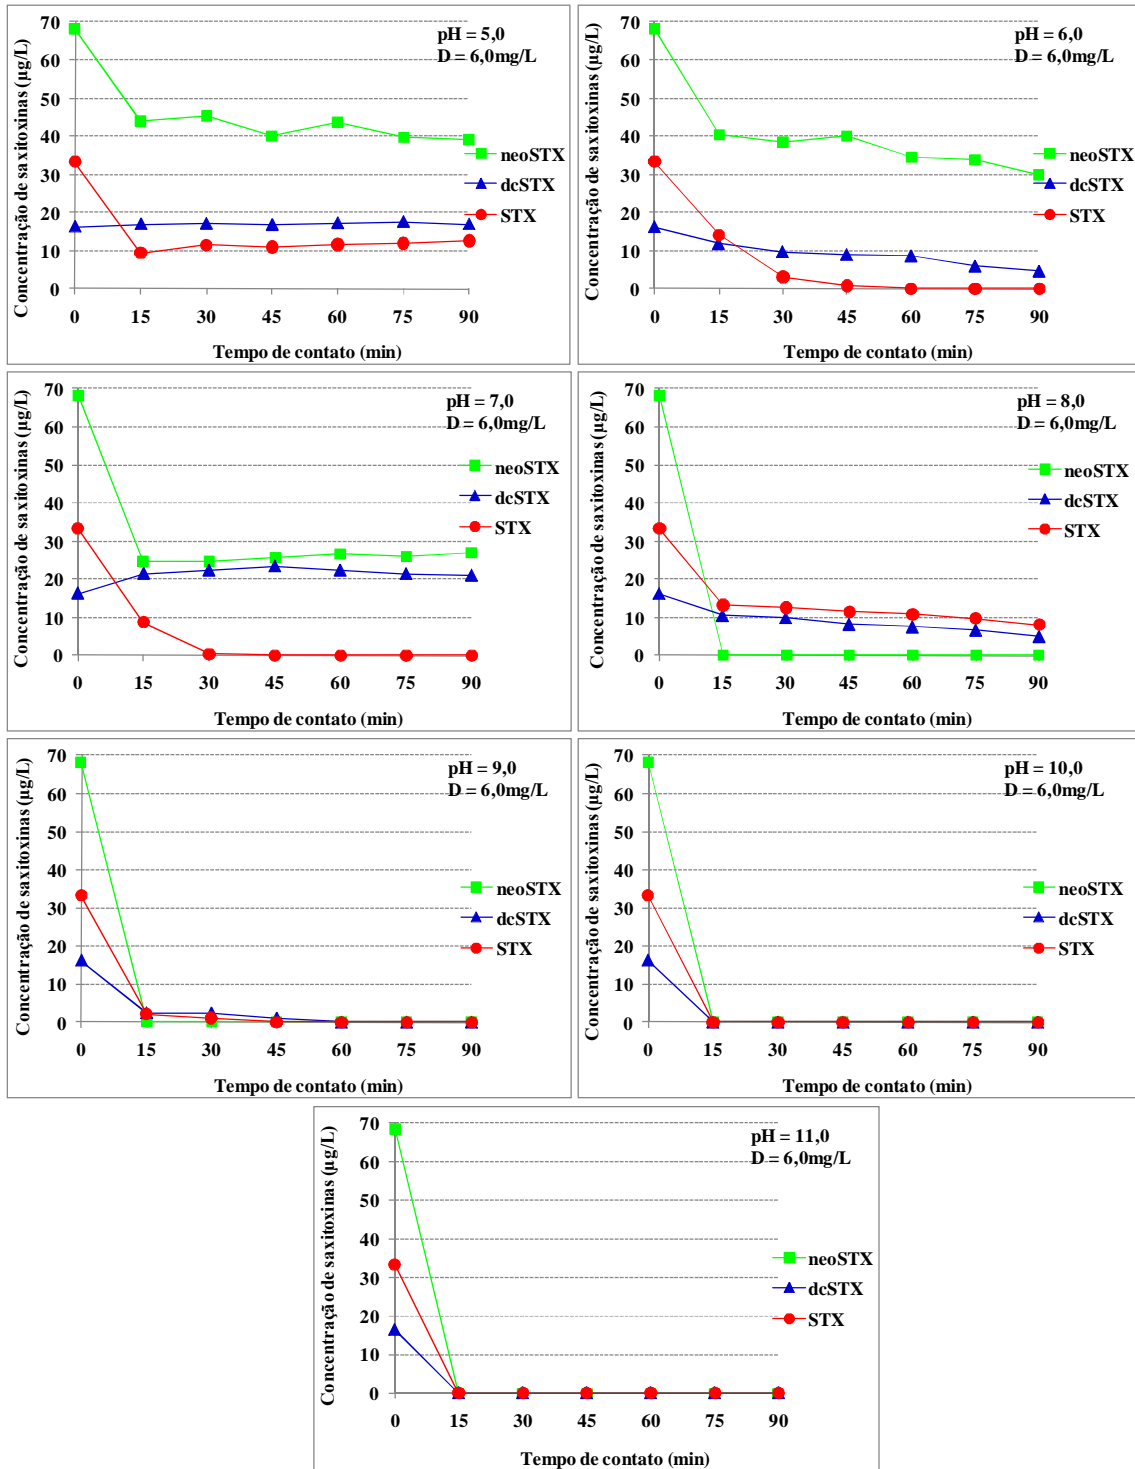 Concentração de saxitoxinas (µg/L)
70
60
50
40
30
20
10
0
0 15 30 45 60 75 90
Tempo de contato (min)
pH = 5,0
D = 6,0mg/L
neoSTX
dcSTX
STX
Concentração de saxitoxinas (µg/L)
70
60
50
40
30
20
10
0
0 15 30 45 60 75 90
Tempo de contato (min)
pH = 6,0
D = 6,0mg/L
neoSTX
dcSTX
STX
Concentração de saxitoxinas (µg/L)
70
60
50
40
30
20
10
0
0 15 30 45 60 75 90
Tempo de contato (min)
pH = 7,0
D = 6,0mg/L
neoSTX
dcSTX
STX
Concentração de saxitoxinas (µg/L)
70
60
50
40
30
20
10
0
0 15 30 45 60 75 90
Tempo de contato (min)
pH = 8,0
D = 6,0mg/L
neoSTX
dcSTX
STX
Concentração de saxitoxinas (µg/L)
70
60
50
40
30
20
10
0
0 15 30 45 60 75 90
Tempo de contato (min)
pH = 9,0
D = 6,0mg/L
neoSTX
dcSTX
STX
Concentração de saxitoxinas (µg/L)
70
60
50
40
30
20
10
0
0 15 30 45 60 75 90
Tempo de contato (min)
pH = 10,0
D = 6,0mg/L
neoSTX
dcSTX
STX
Concentração de saxitoxinas (µg/L)
70
60
50
40
30
20
10
0
0 15 30 45 60 75 90
Tempo de contato (min)
pH = 11,0
D = 6,0mg/L
neoSTX
dcSTX
STX